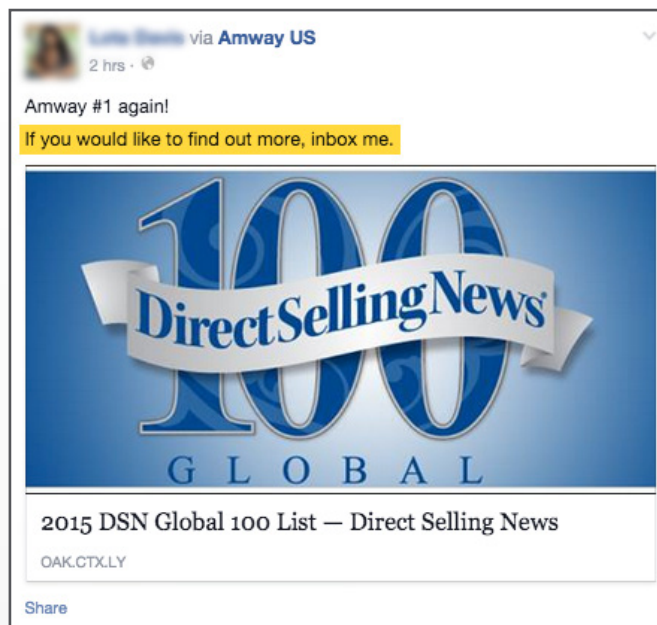 via Amway US
2 hrs
Amway #1 again!
If you would like to find out more, inbox me.
100
DirectSellingNews®
GLOBAL
2015 DSN Global 100 List — Direct Selling News
OAK.CTX.LY
Share